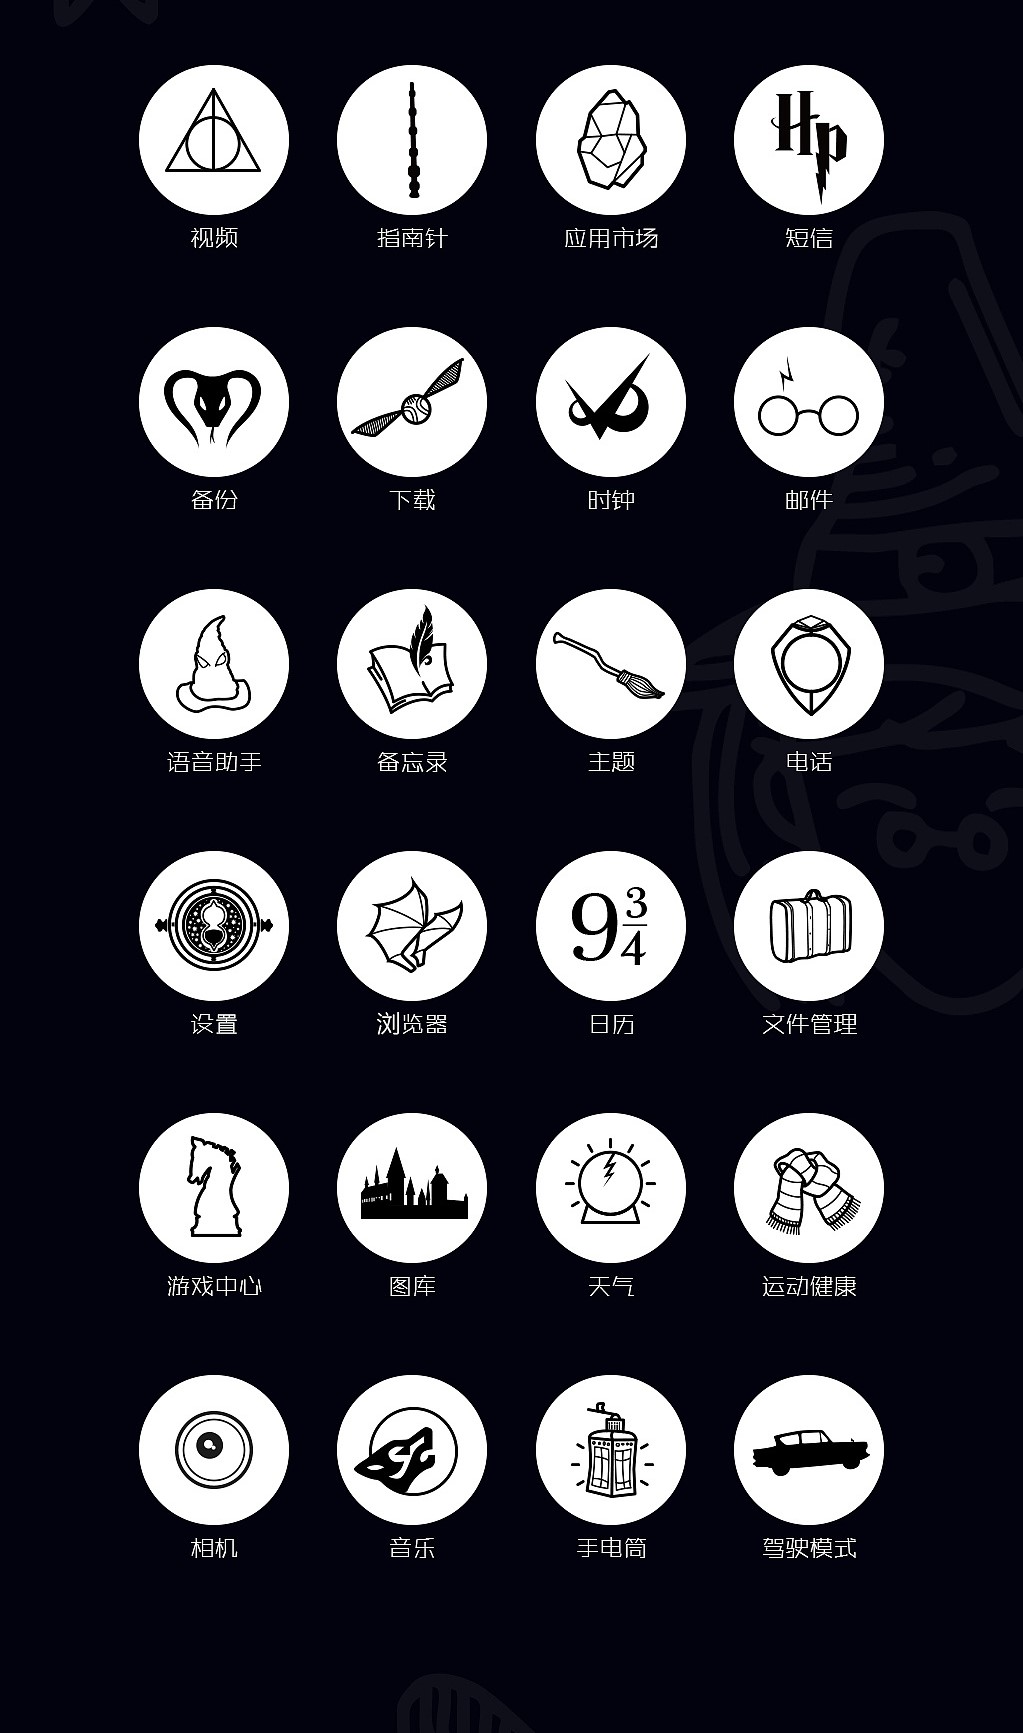 Hp
视频 指南针 应用市场 短信
备份 下载 时钟 邮件
语音助手 备忘录 主题 电话
9 3/4
设置 浏览器 日历 文件管理
游戏中心 图库 天气 运动健康
相机 音乐 手电筒 驾驶模式